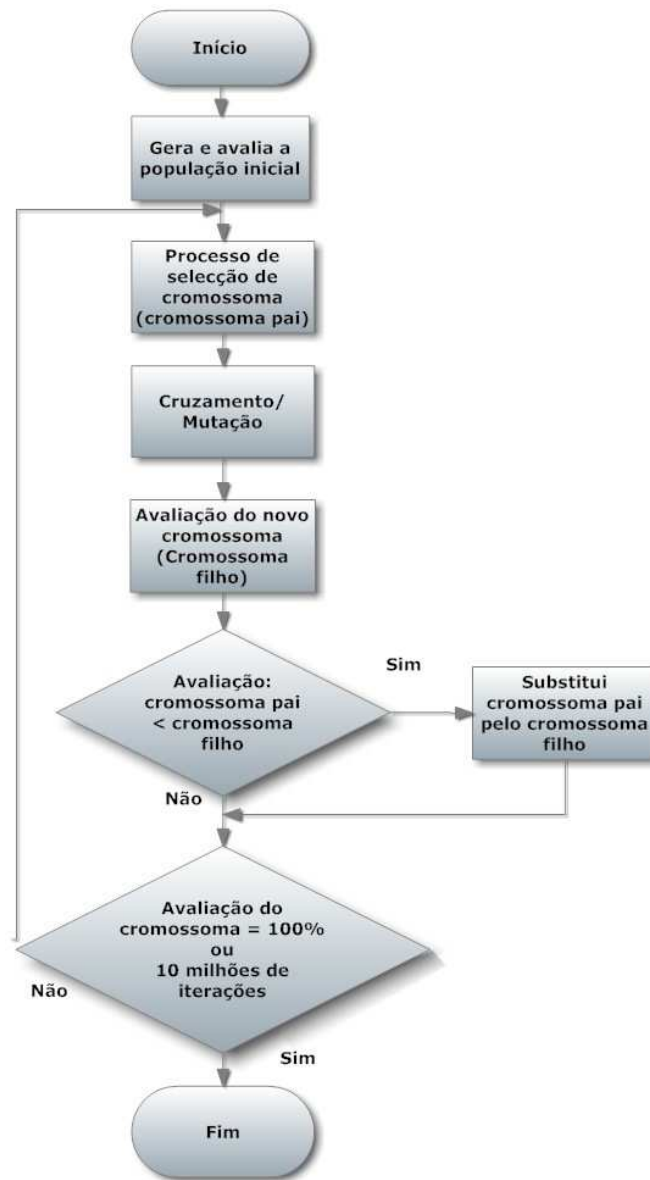 Início
Gera e avalia a
população inicial
Processo de
selecção de
cromossoma
(cromossoma pai)
Cruzamento/
Mutação
Avaliação do novo
cromossoma
(Cromossoma
filho)
Avaliação:
cromossoma pai
< cromossoma
filho
Sim
Substitui
cromossoma pai
pelo cromossoma
filho
Não
Avaliação do
cromossoma = 100%
ou
10 milhões de
iterações
Não
Sim
Fim